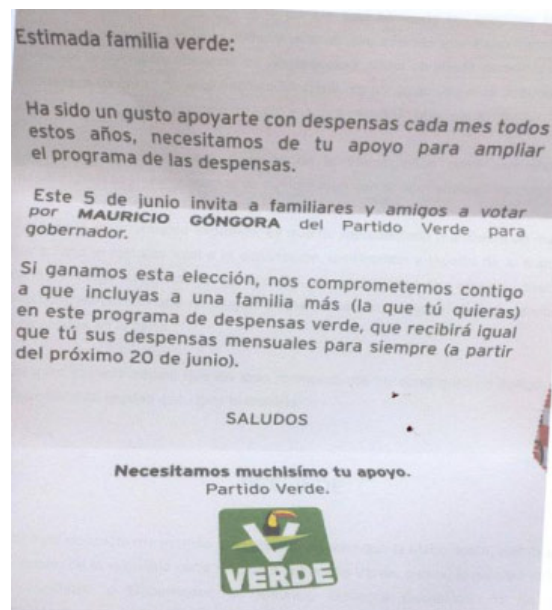 Estimada familia verde:
Ha sido un gusto apoyarte con despensas cada mes todos
estos años, necesitamos de tu apoyo para ampliar
el programa de las despensas.
Este 5 de junio invita a familiares y amigos a votar
por MAURICIO GÓNGORA del Partido Verde para
gobernador.
Si ganamos esta elección, nos comprometemos contigo
a que incluyas a una familia más (la que tú quieras)
en este programa de despensas verde, que recibirá igual
que tú sus despensas mensuales para siempre (a partir
del próximo 20 de junio).
SALUDOS
Necesitamos muchisímo tu apoyo.
Partido Verde.
VERDE